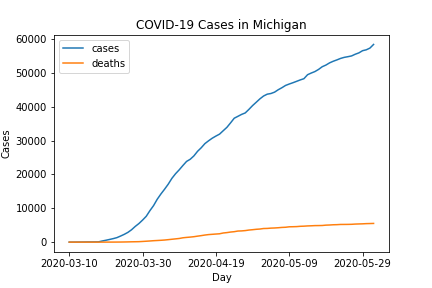 COVID-19 Cases in Michigan
cases
deaths
60000
50000
40000
30000
20000
10000
0
Cases
2020-03-10 2020-03-30 2020-04-19 2020-05-09 2020-05-29
Day